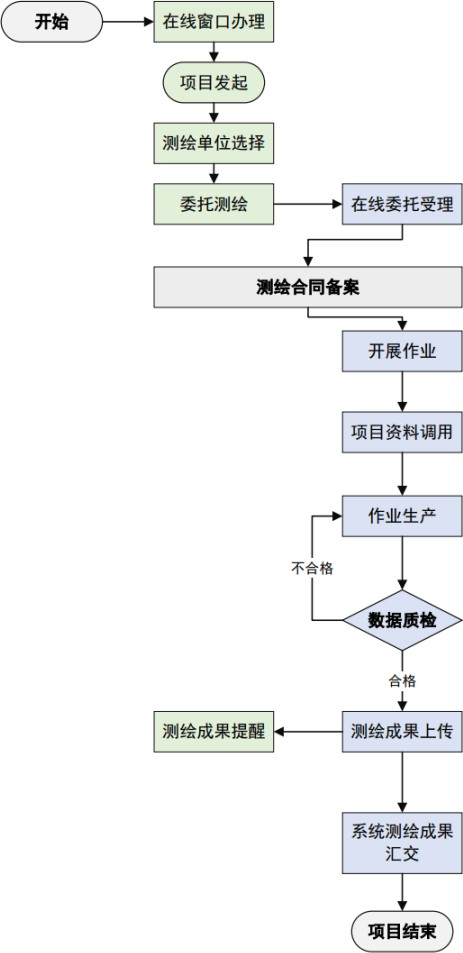 开始
在线窗口办理
项目发起
测绘单位选择
委托测绘
在线委托受理
测绘合同备案
开展作业
项目资料调用
作业生产
不合格
数据质检
合格
测绘成果提醒
测绘成果上传
系统测绘成果
汇交
项目结束